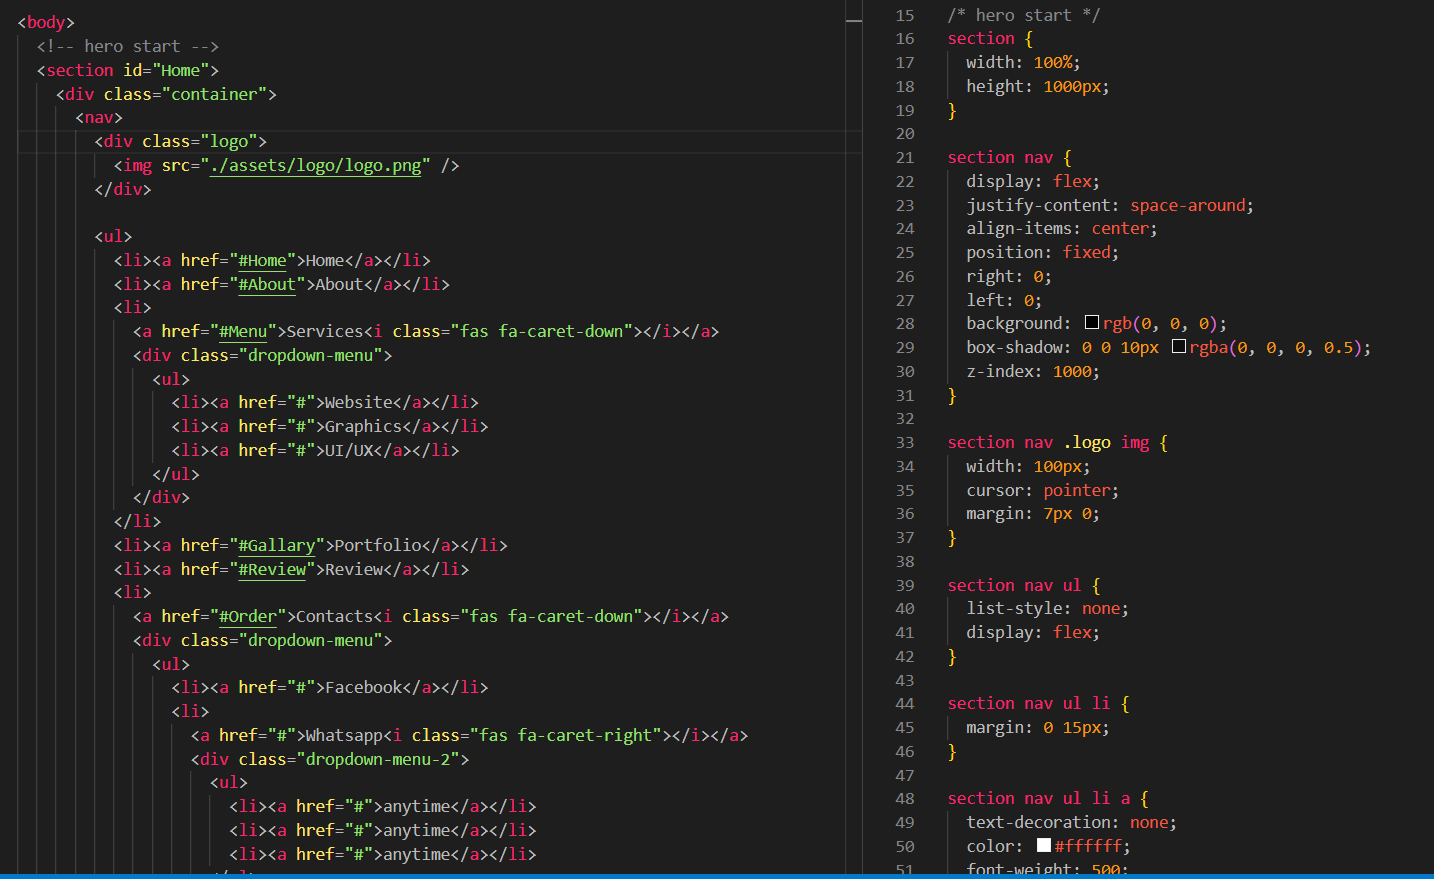 <body>
<!-- hero start -->
<section id="Home">
<div class="container">
<nav>
<div class="logo">
<img src="./assets/logo/logo.png" />
</div>
<ul>
<li><a href="#Home">Home</a></li>
<li><a href="#About">About</a></li>
<li>
<a href="#Menu">Services<i class="fas fa-caret-down"></i></a>
<div class="dropdown-menu">
<ul>
<li><a href="#">Website</a></li>
<li><a href="#">Graphics</a></li>
<li><a href="#">UI/UX</a></li>
</ul>
</div>
</li>
<li><a href="#Gallary">Portfolio</a></li>
<li><a href="#Review">Review</a></li>
<li>
<a href="#Order">Contacts<i class="fas fa-caret-down"></i></a>
<div class="dropdown-menu">
<ul>
<li><a href="#">Facebook</a></li>
<li>
<a href="#">Whatsapp<i class="fas fa-caret-right"></i></a>
<div class="dropdown-menu-2">
<ul>
<li><a href="#">anytime</a></li>
<li><a href="#">anytime</a></li>
<li><a href="#">anytime</a></li>
15 /* hero start */
16 section {
17 width: 100%;
18 height: 1000px;
19 }
20
21 section nav {
22 display: flex;
23 justify-content: space-around;
24 align-items: center;
25 position: fixed;
26 right: 0;
27 left: 0;
28 background: rgb(0, 0, 0);
29 box-shadow: 0 0 10px rgba(0, 0, 0, 0.5);
30 z-index: 1000;
31 }
32
33 section nav .logo img {
34 width: 100px;
35 cursor: pointer;
36 margin: 7px 0;
37 }
38
39 section nav ul {
40 list-style: none;
41 display: flex;
42 }
43
44 section nav ul li {
45 margin: 0 15px;
46 }
47
48 section nav ul li a {
49 text-decoration: none;
50 color: #ffffff;
51 font-weight: 500;